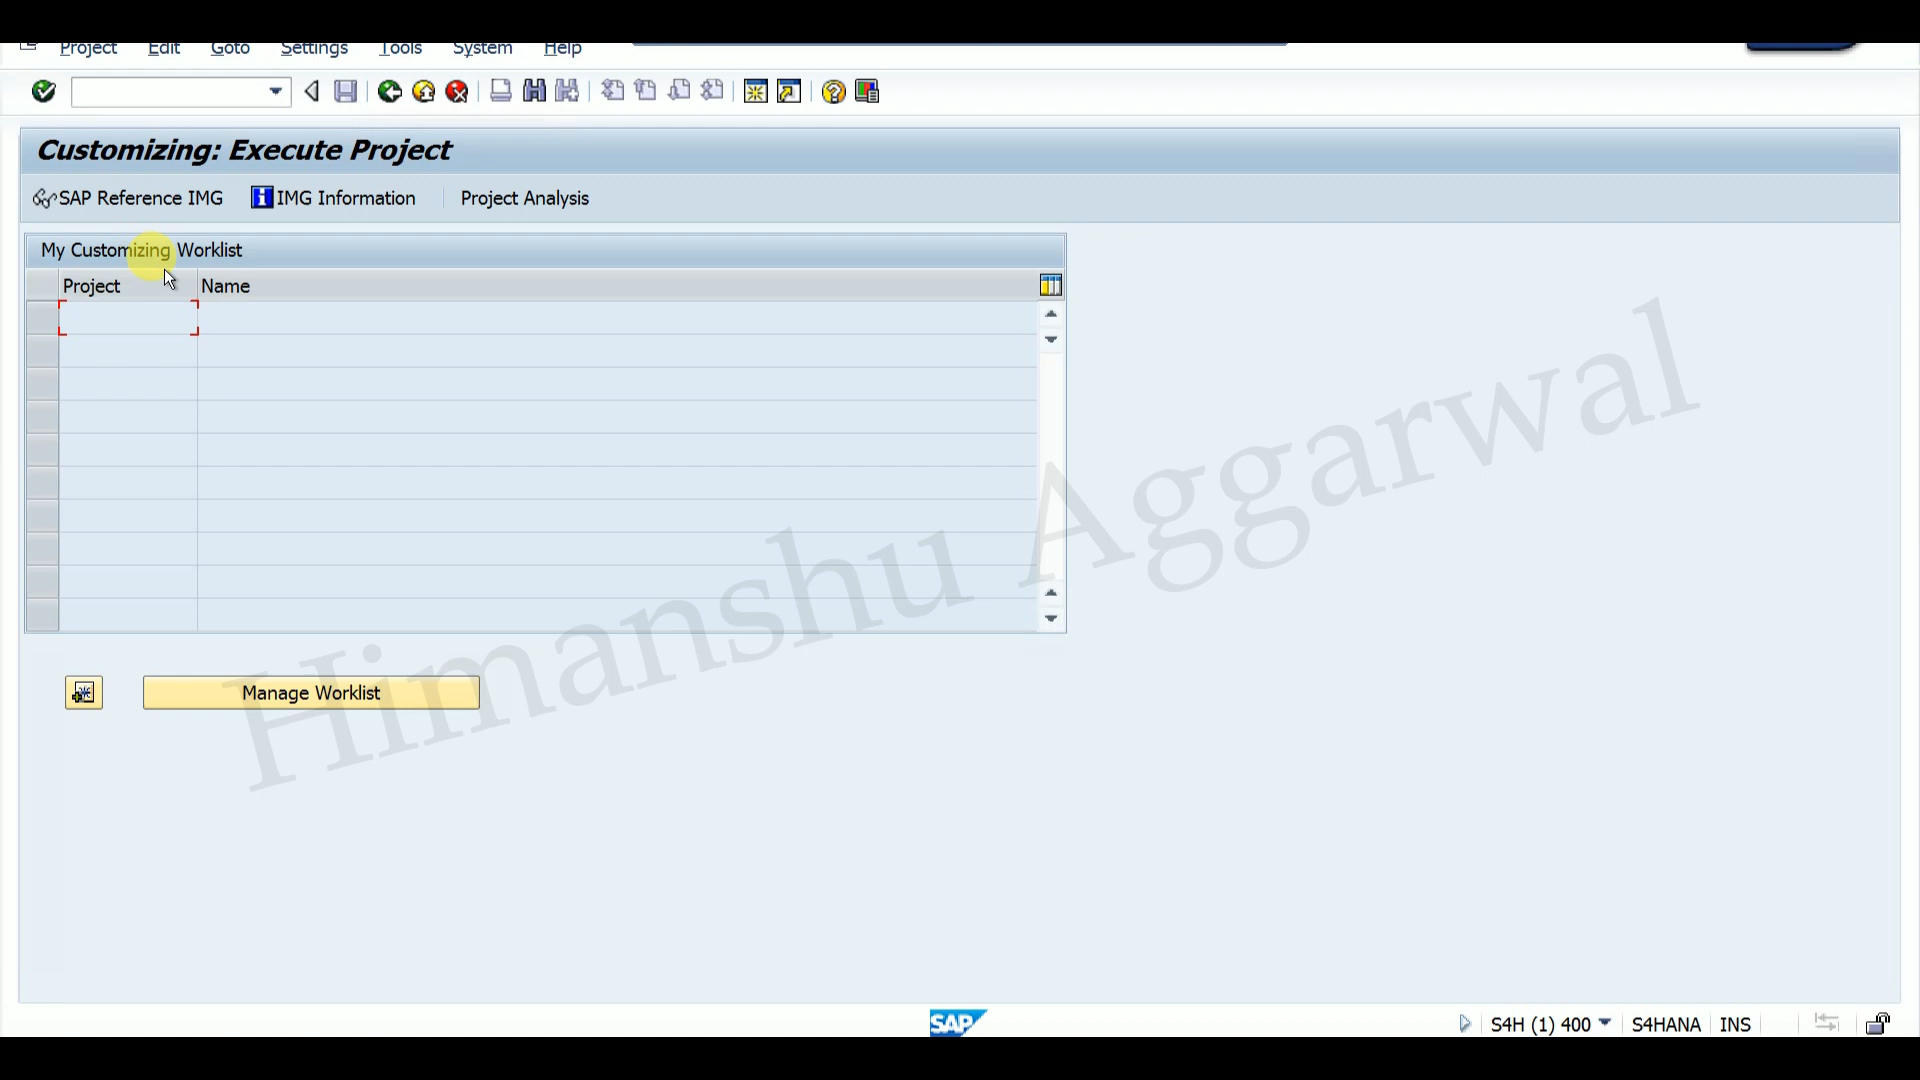 Project Edit Goto Settings Tools System Help
Customizing: Execute Project
SAP Reference IMG IMG Information Project Analysis
My Customizing Worklist
Project Name
Himanshu Aggarwal
Manage Worklist
SAP S4H (1) 400 S4HANA INS